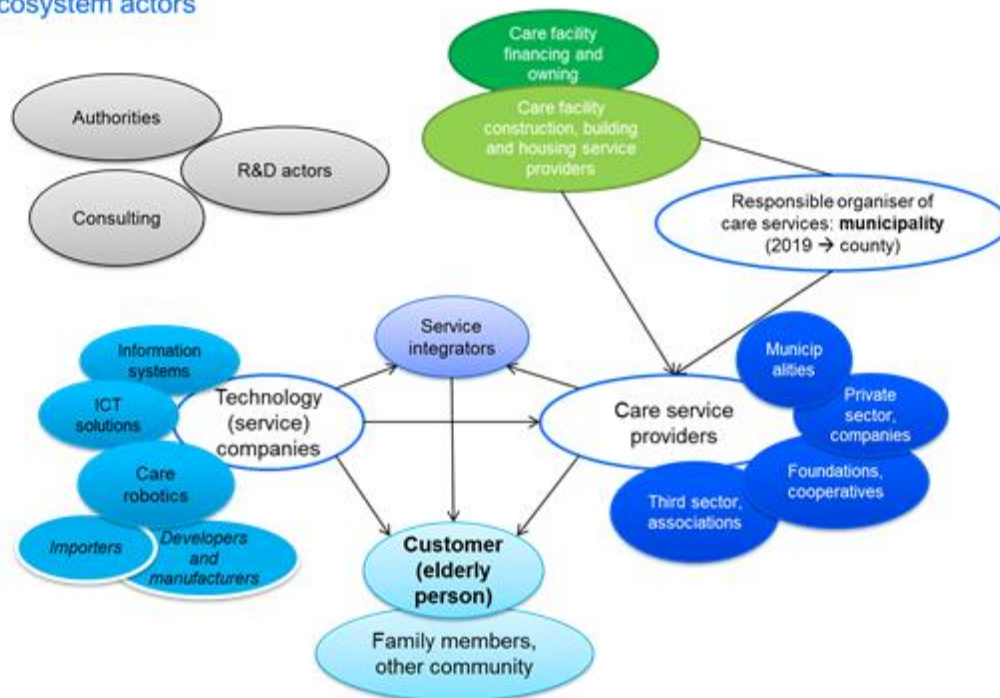 cosystem actors
Care facility
financing and
owning
Care facility
construction, building
and housing service
providers
Authorities
R&D actors
Consulting
Responsible organiser of
care services: municipality
(2019 → county)
Service
integrators
Information
systems
ICT
solutions
Technology
(service)
companies
Care
robotics
Importers
Developers
and
manufacturers
Care service
providers
Municip
alities
Private
sector,
companies
Foundations,
cooperatives
Third sector,
associations
Customer
(elderly
person)
Family members,
other community